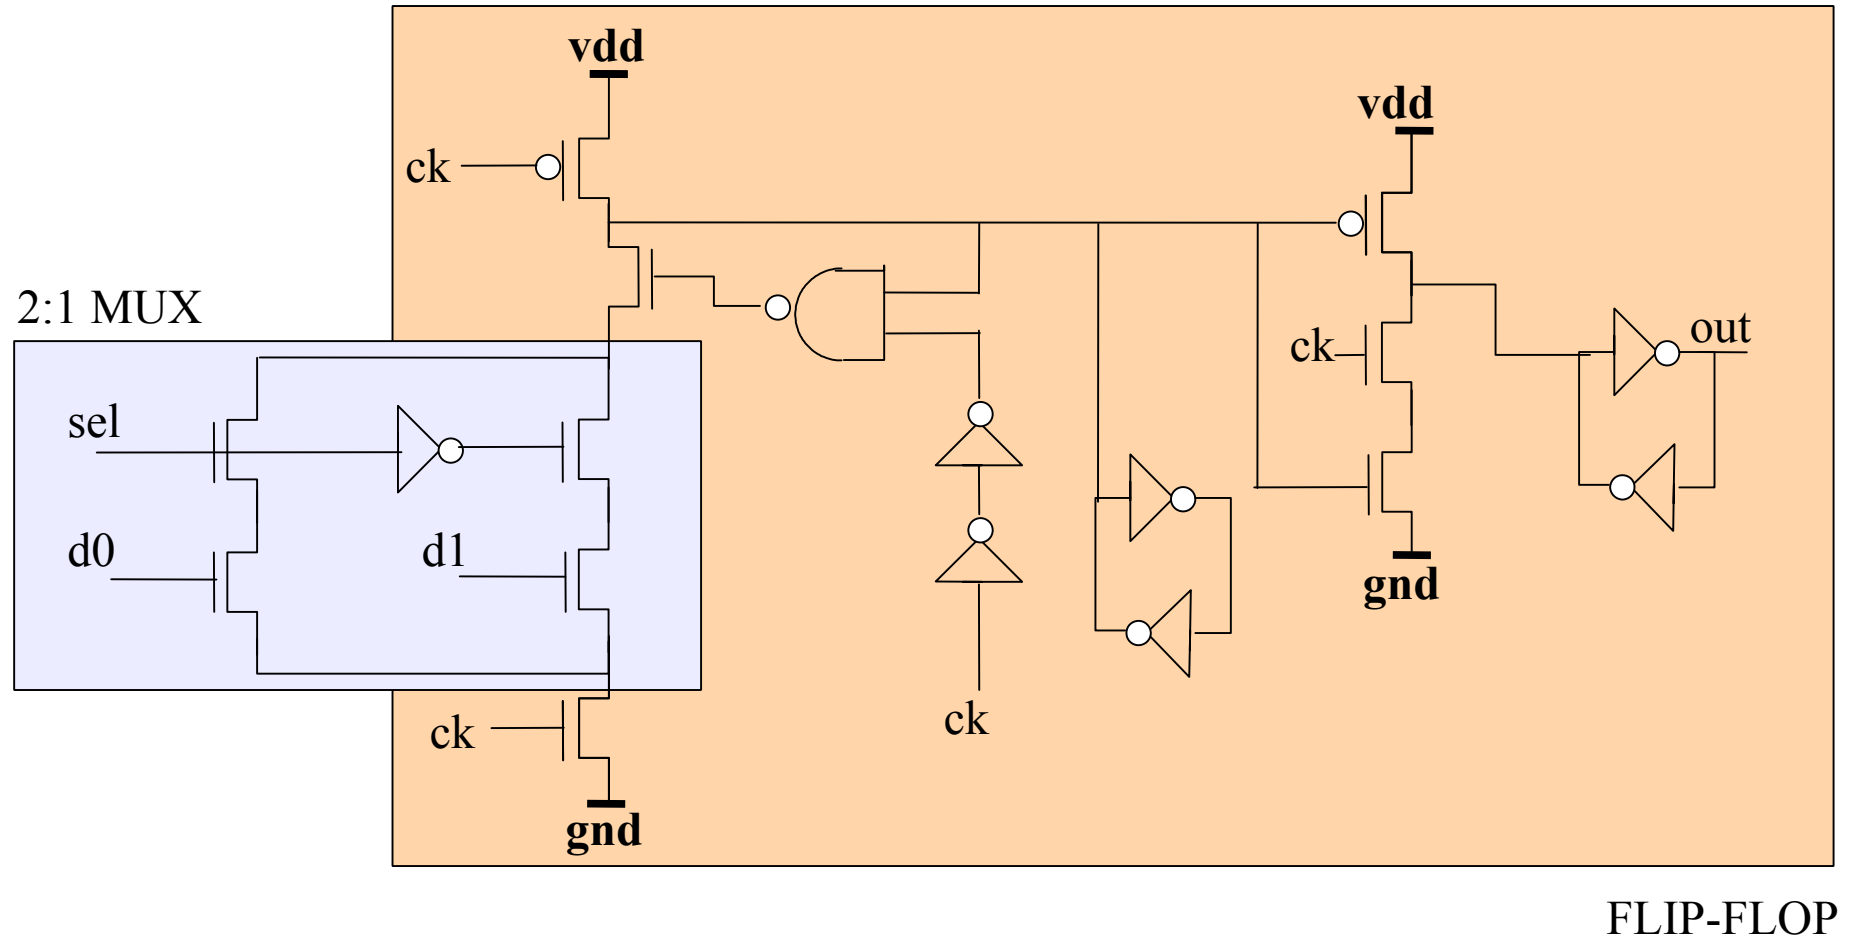 vdd
vdd
ck
2:1 MUX
ck
out
sel
d0
d1
gnd
ck
ck
gnd
FLIP-FLOP